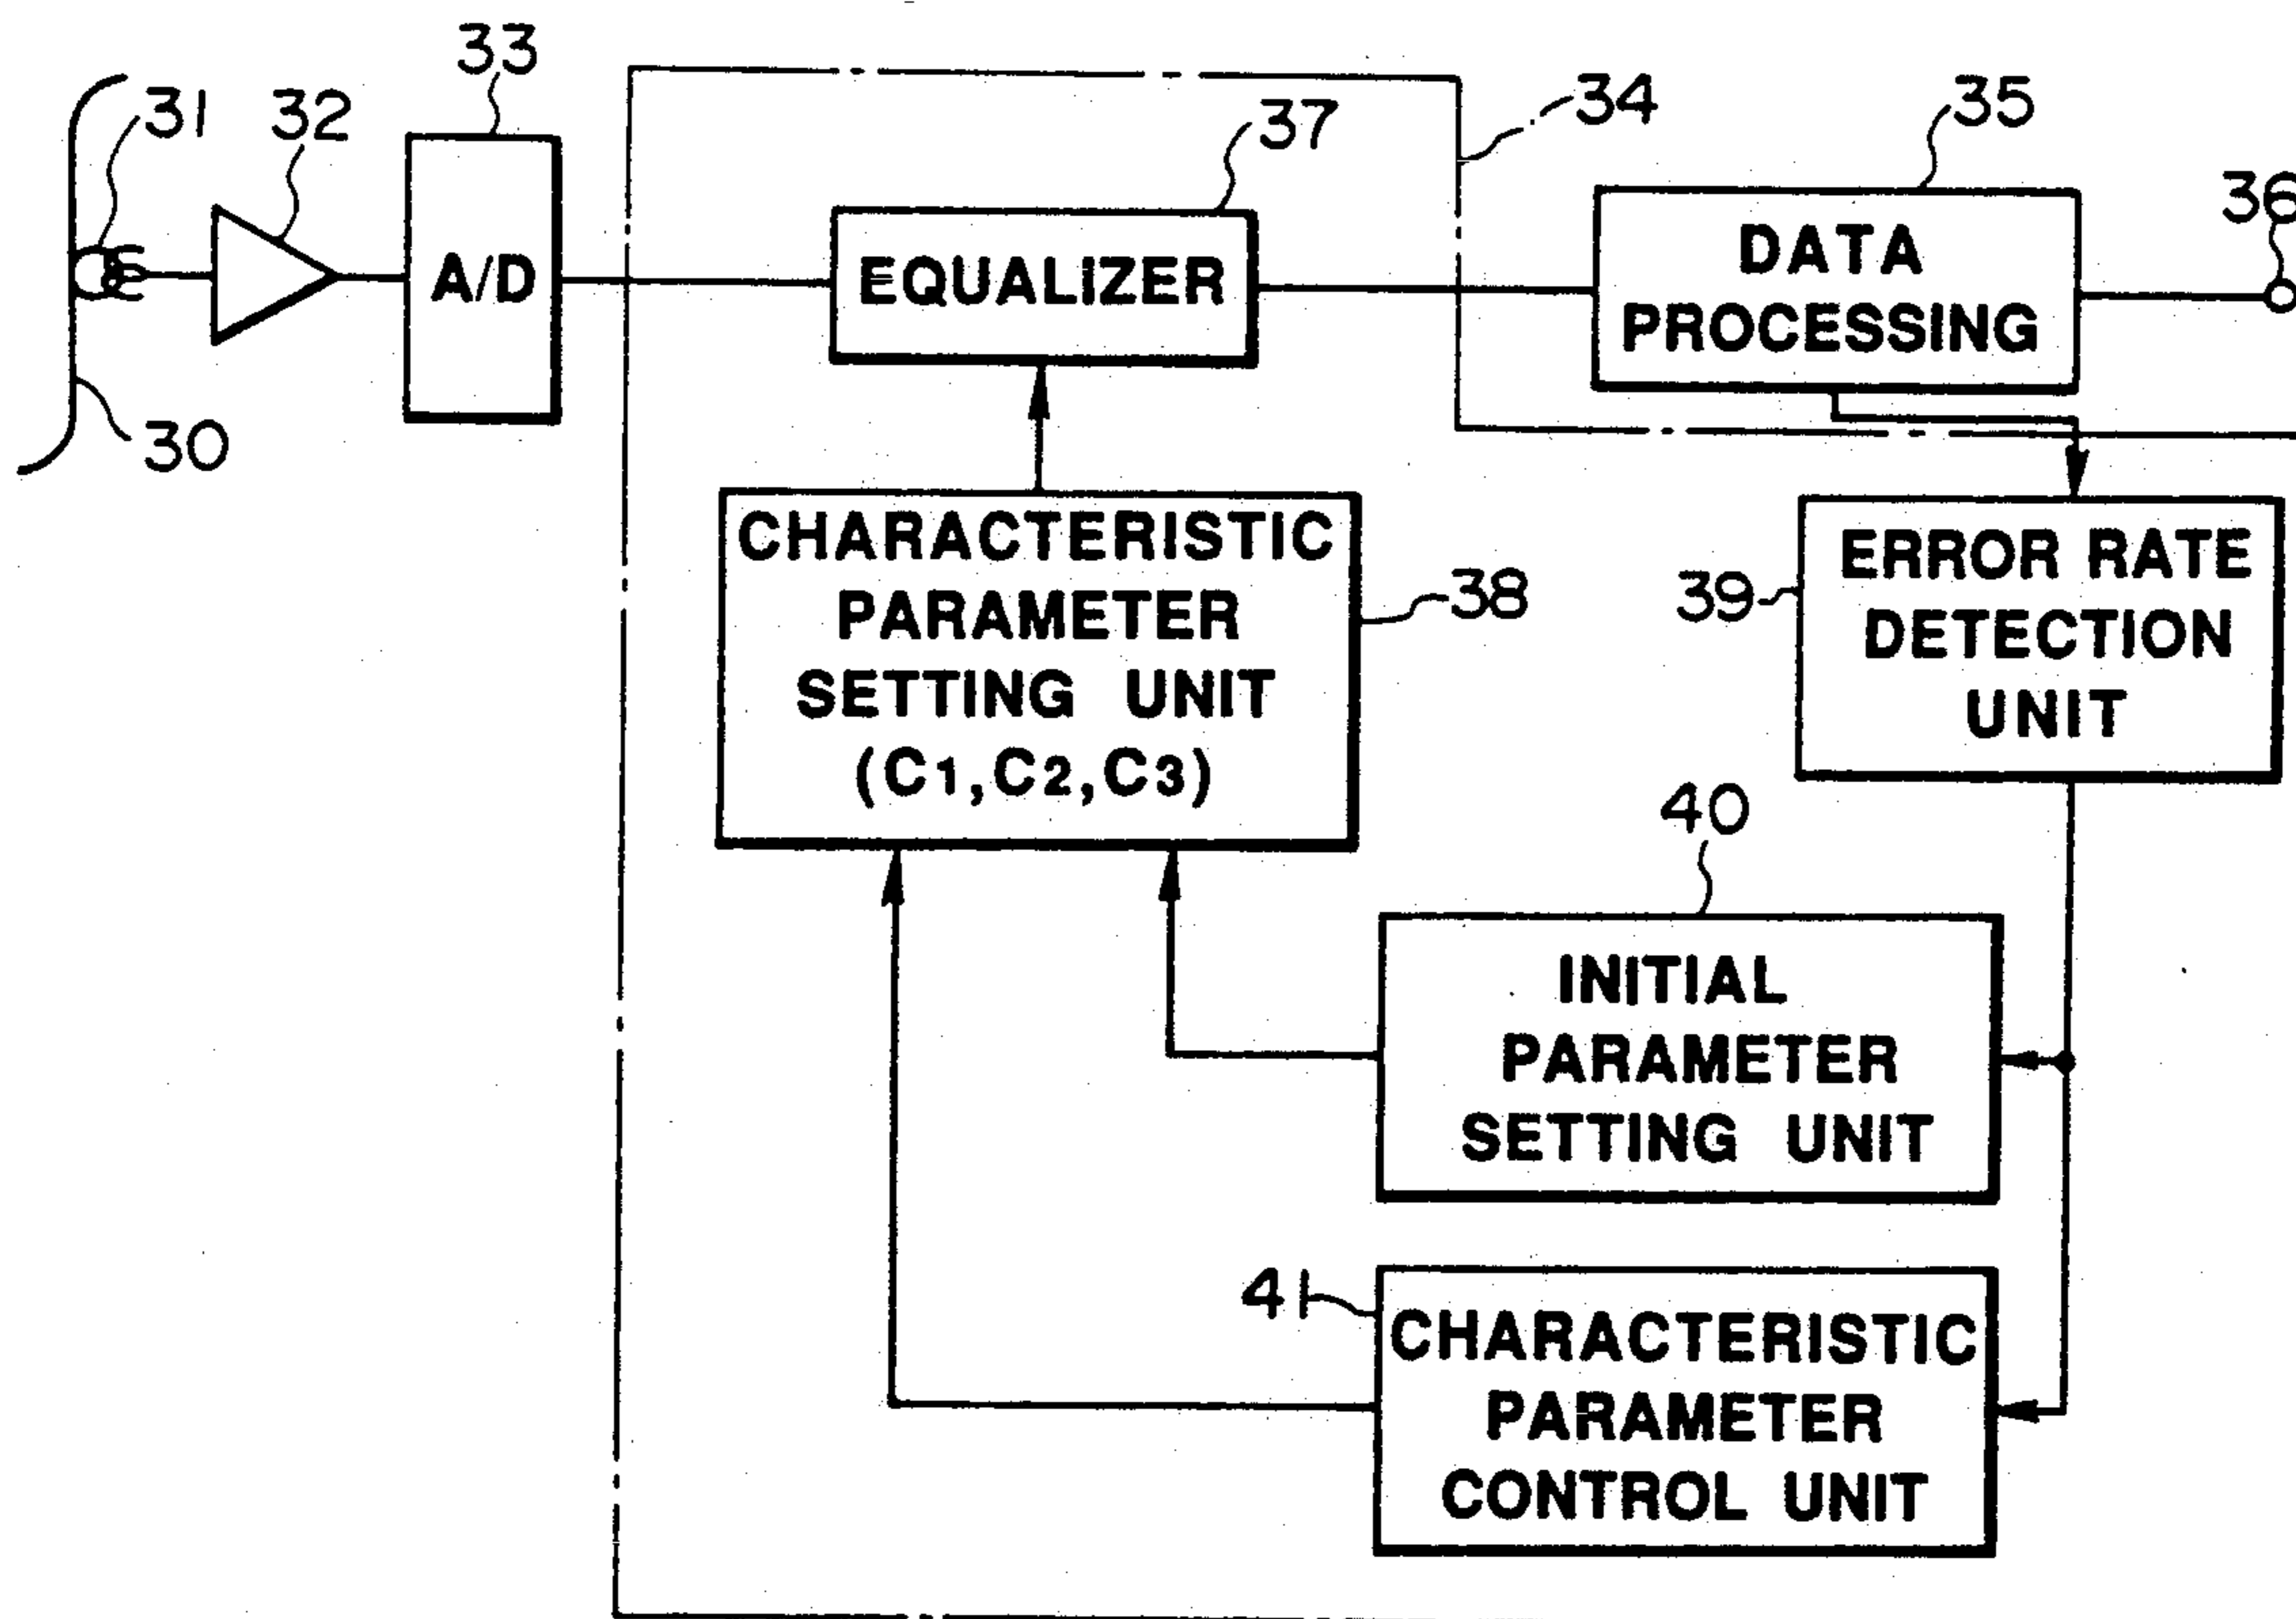 33
31
32
34
35
37
36
A/D
EQUALIZER
DATA
PROCESSING
30
CHARACTERISTIC
PARAMETER
SETTING UNIT
(C1,C2,C3)
38
39
ERROR RATE
DETECTION
UNIT
40
INITIAL
PARAMETER
SETTING UNIT
41
CHARACTERISTIC
PARAMETER
CONTROL UNIT